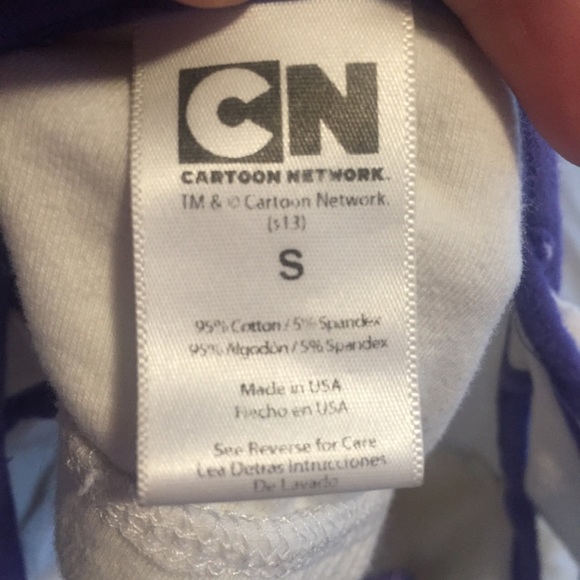 CN
CARTOON NETWORK.
TM & © Cartoon Network.
(s13)
S
95% Cotton / 5% Spandex
95% Algodón / 5% Spandex
Made in USA
Hecho en USA
See Reverse for Care
Lea Detras Intrucciones
De Lavado